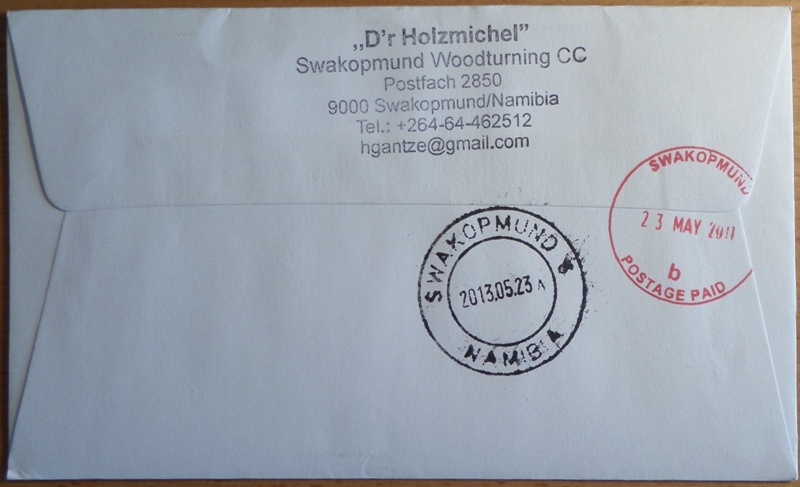 „D'r Holzmichel”
Swakopmund Woodturning CC
Postfach 2850
9000 Swakopmund/Namibia
Tel.: +264-64-462512
hgantze@gmail.com
SWAKOPMUND
23 MAY 2011
b
POSTAGE PAID
SWAKOPMUND
2013.05.23 A
NAMIBIA